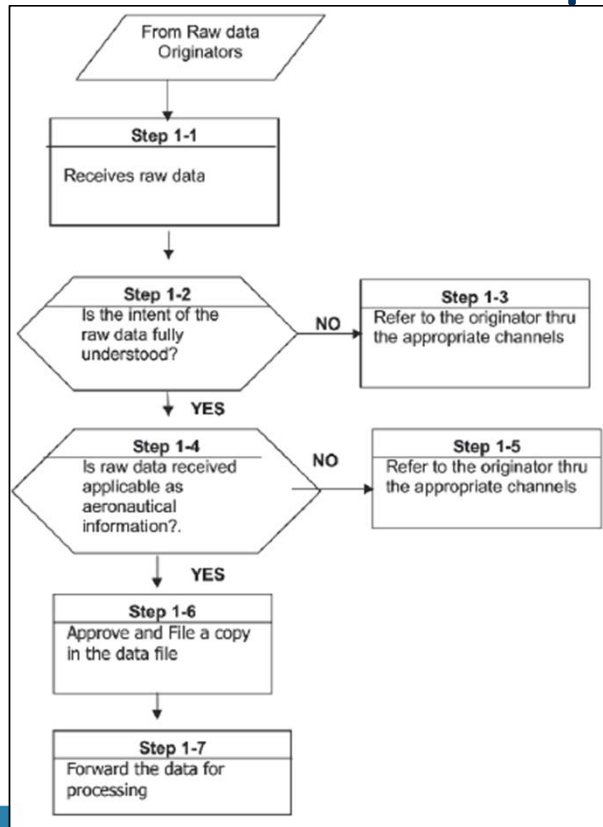 From Raw data
Originators
Step 1-1
Receives raw data
Step 1-2
Is the intent of the
raw data fully
understood?
NO
Step 1-3
Refer to the originator thru
the appropriate channels
YES
Step 1-4
Is raw data received
applicable as
aeronautical
information?.
NO
Step 1-5
Refer to the originator thru
the appropriate channels
YES
Step 1-6
Approve and File a copy
in the data file
Step 1-7
Forward the data for
processing